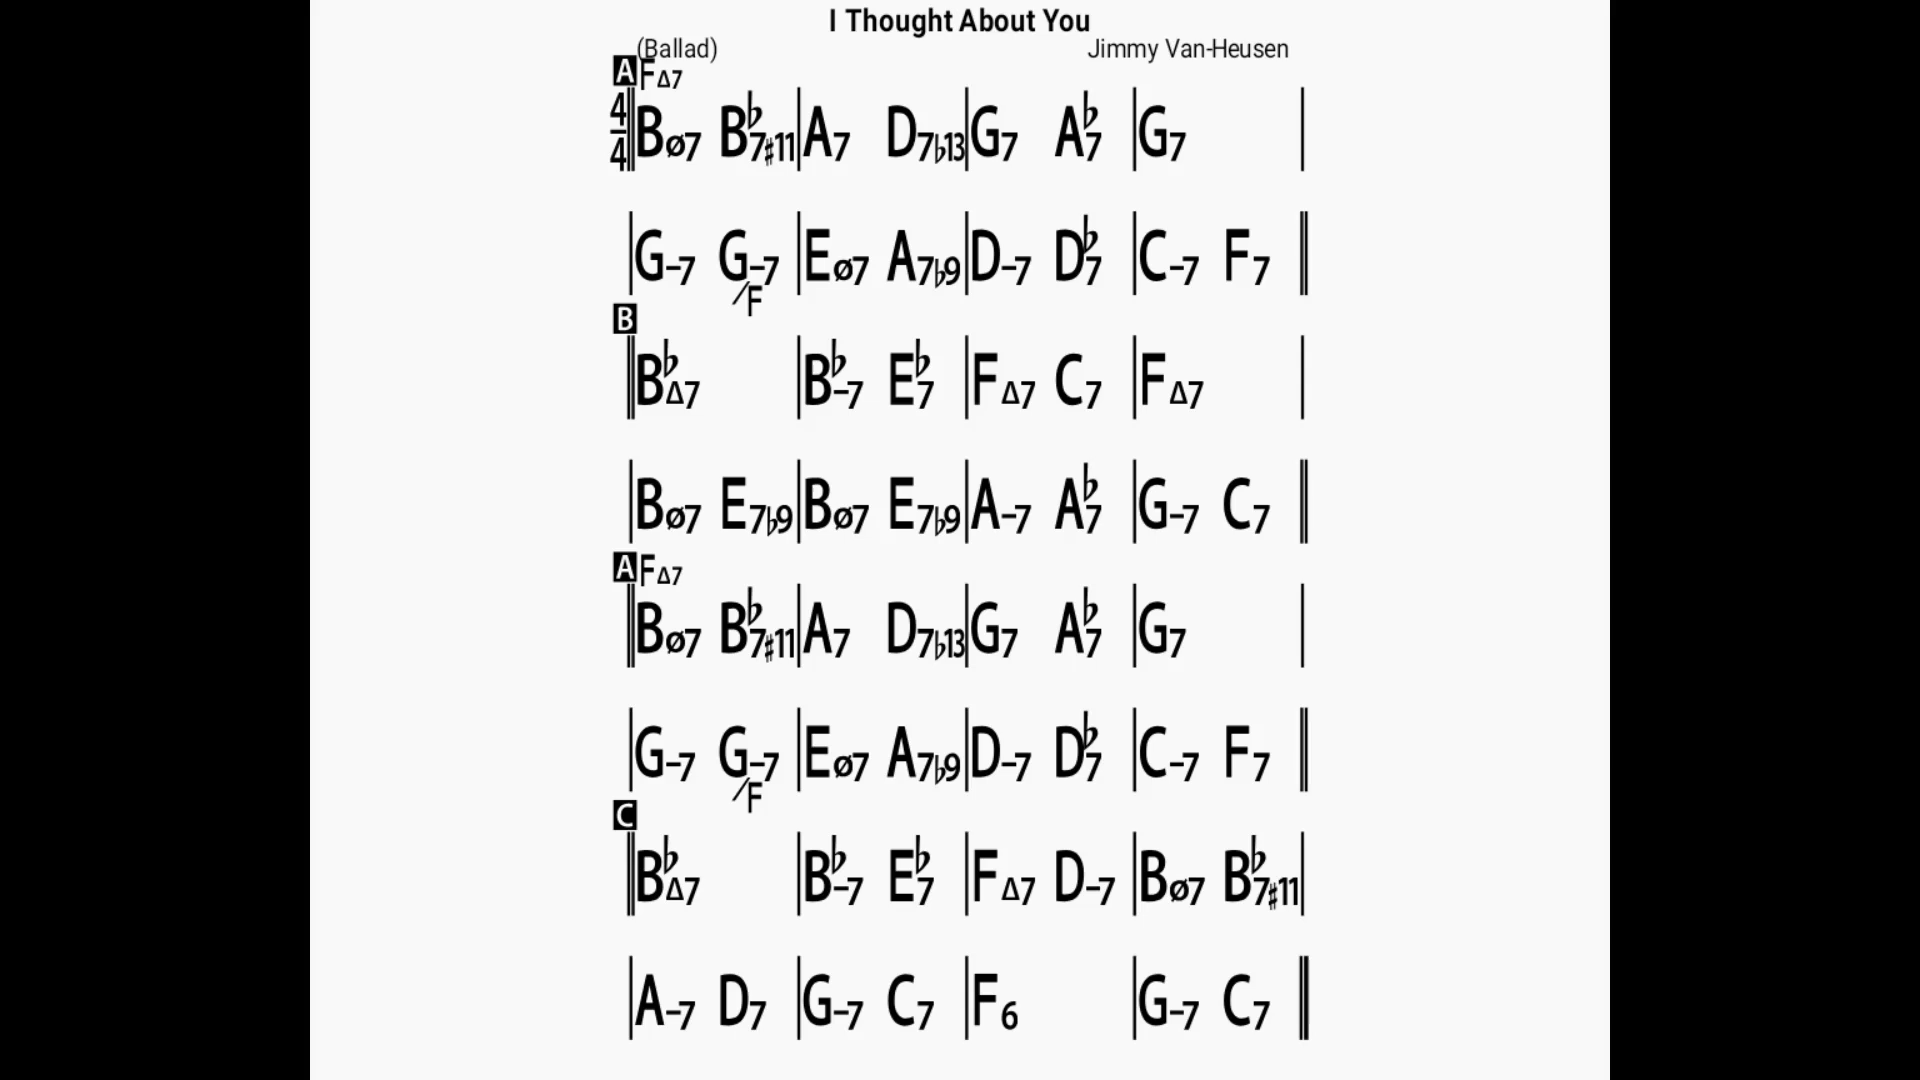 I Thought About You
(Ballad) Jimmy Van-Heusen
A FΔ7
4/4 Bø7 B♭7♯11 | A7 D7♭13 | G7 A♭7 | G7 |
| G-7 G-7/F | Eø7 A7♭9 | D-7 D♭7 | C-7 F7 ||
B
|| B♭Δ7 | B♭-7 E♭7 | FΔ7 C7 | FΔ7 |
| Bø7 E7♭9 | Bø7 E7♭9 | A-7 A♭7 | G-7 C7 ||
A FΔ7
|| Bø7 B♭7♯11 | A7 D7♭13 | G7 A♭7 | G7 |
| G-7 G-7/F | Eø7 A7♭9 | D-7 D♭7 | C-7 F7 ||
C
|| B♭Δ7 | B♭-7 E♭7 | FΔ7 D-7 | Bø7 B♭7♯11 |
| A-7 D7 | G-7 C7 | F6 | G-7 C7 ||